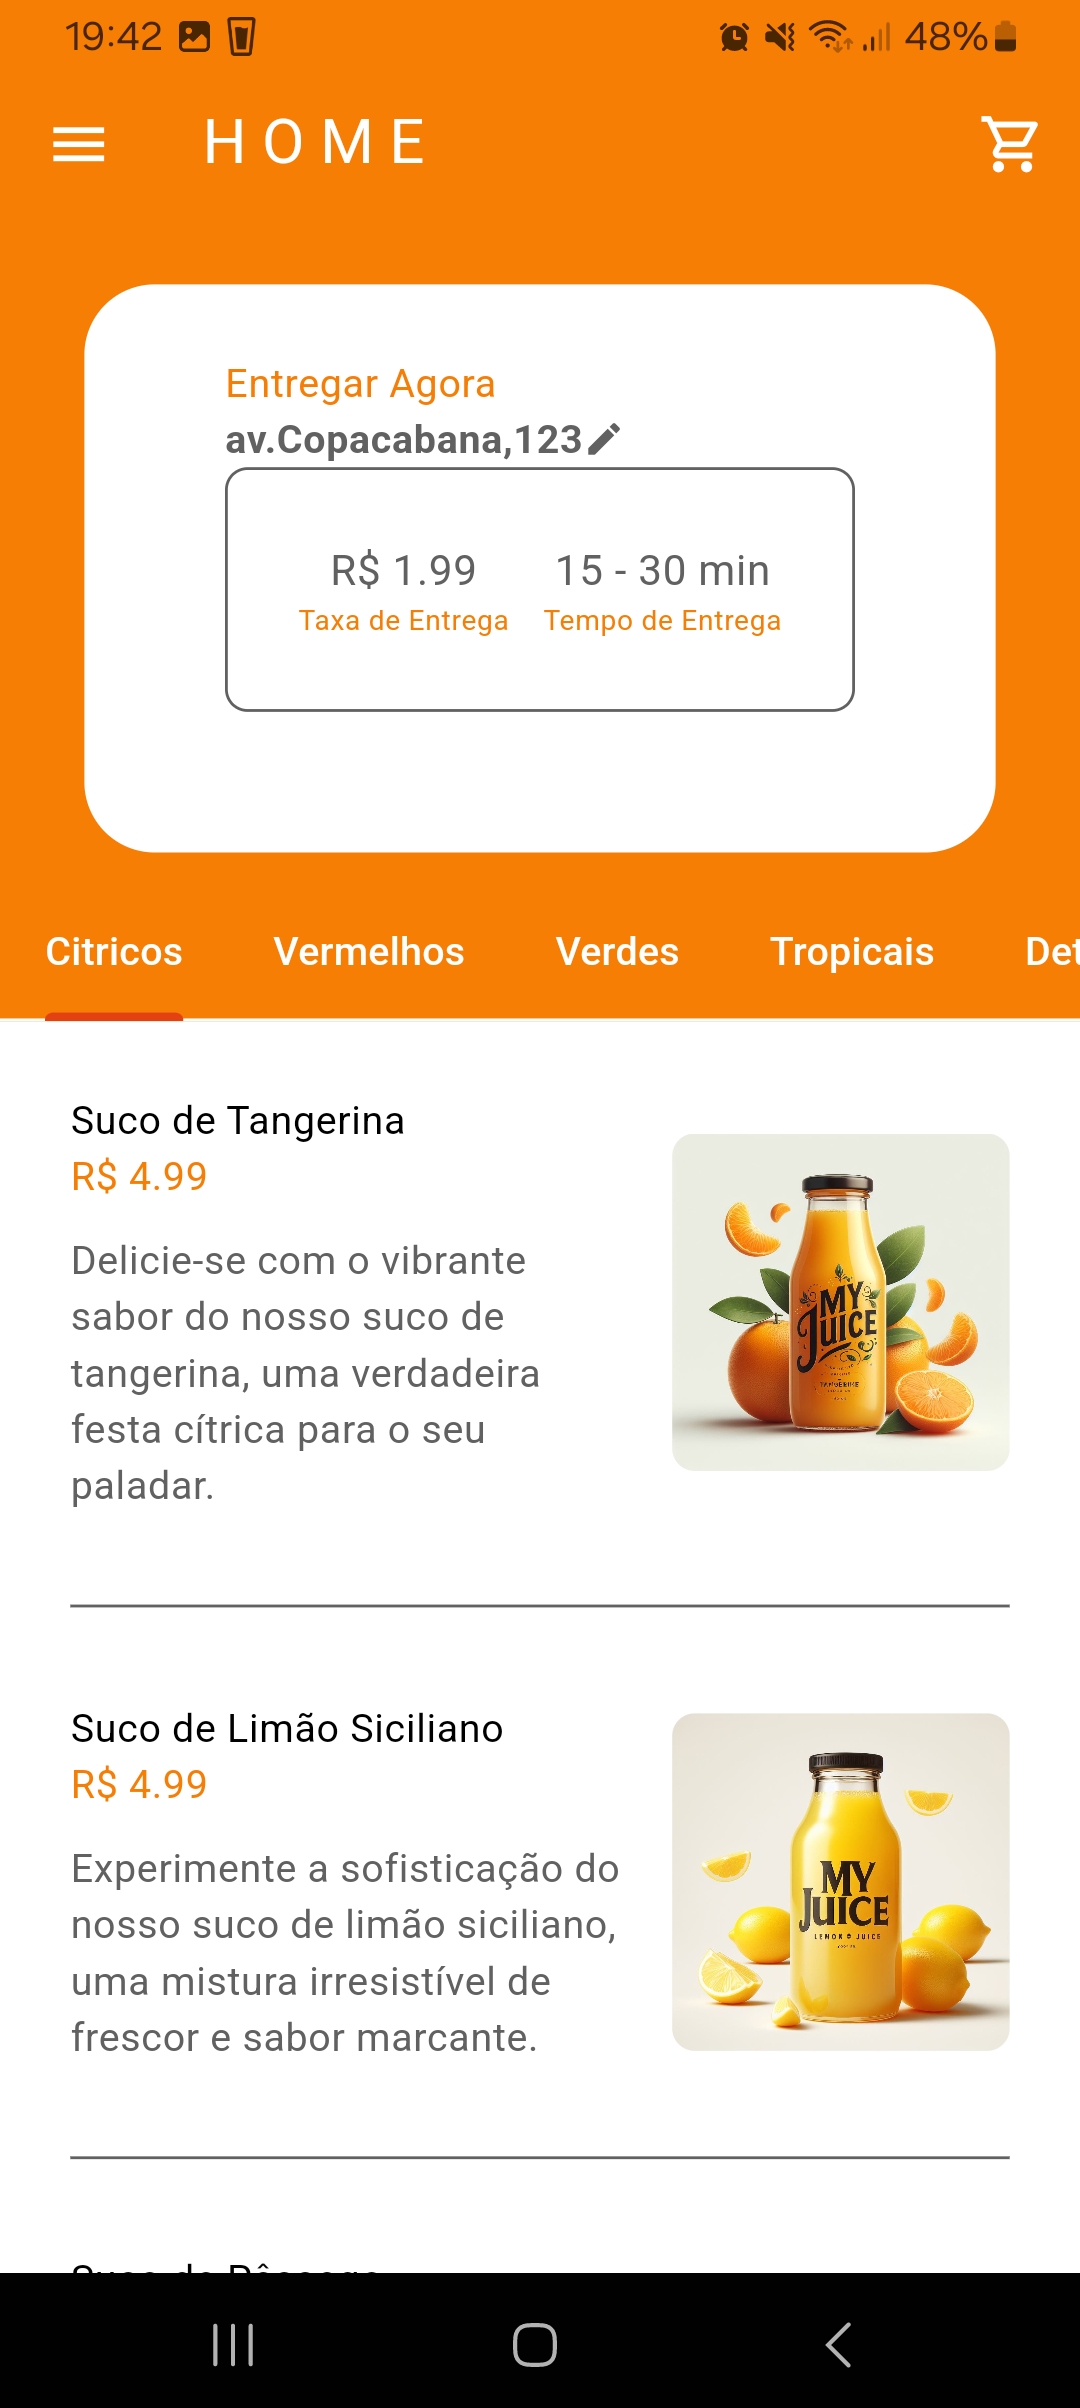 19:42
48%
HOME
Entregar Agora
av.Copacabana,123
R$ 1.99 15 - 30 min
Taxa de Entrega Tempo de Entrega
Citricos Vermelhos Verdes Tropicais Det
Suco de Tangerina
R$ 4.99
Delicie-se com o vibrante
sabor do nosso suco de
tangerina, uma verdadeira
festa cítrica para o seu
paladar.
MY
JUICE
TANGERINE
Suco de Limão Siciliano
R$ 4.99
Experimente a sofisticação do
nosso suco de limão siciliano,
uma mistura irresistível de
frescor e sabor marcante.
MY
JUICE
LEMON JUICE
Suco de Pêssego